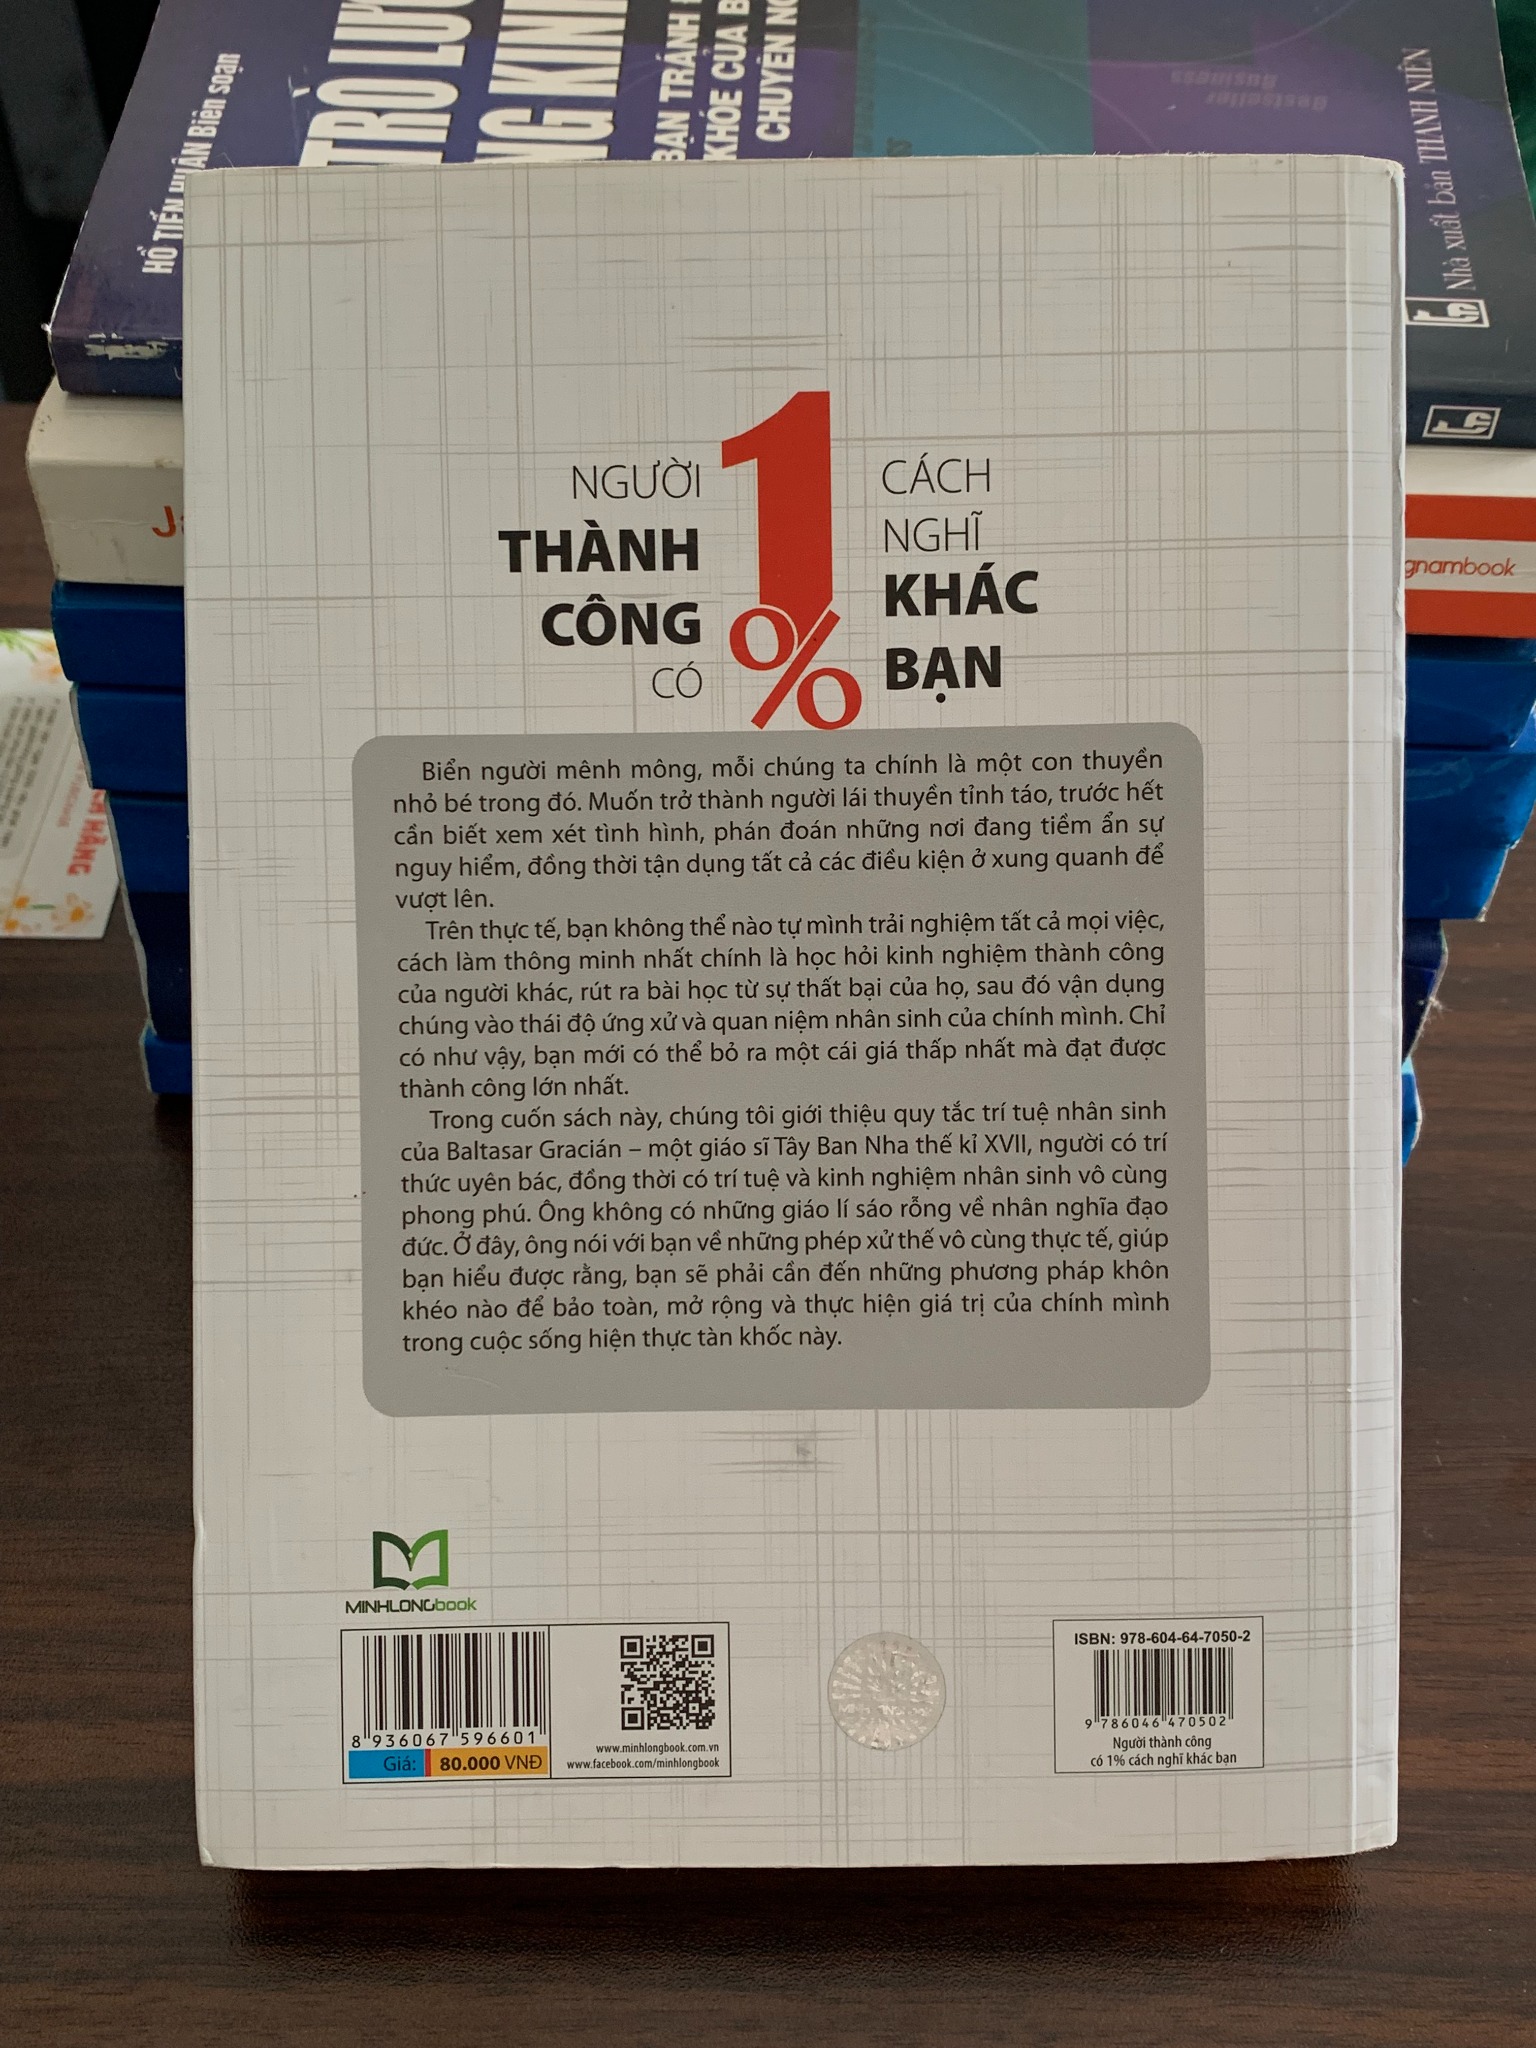 HỒ TIẾN HUÂN Biên soạn
BẠN TRÁNH
KHỎE CỦA
CHUYÊN
Bestseller
Business
Nhà xuất bản THANH NIÊN
gnambook
HÀNG
NGƯỜI
THÀNH
CÔNG
CÓ
1%
CÁCH
NGHĨ
KHÁC
BẠN
Biển người mênh mông, mỗi chúng ta chính là một con thuyền
nhỏ bé trong đó. Muốn trở thành người lái thuyền tỉnh táo, trước hết
cần biết xem xét tình hình, phán đoán những nơi đang tiềm ẩn sự
nguy hiểm, đồng thời tận dụng tất cả các điều kiện ở xung quanh để
vượt lên.
Trên thực tế, bạn không thể nào tự mình trải nghiệm tất cả mọi việc,
cách làm thông minh nhất chính là học hỏi kinh nghiệm thành công
của người khác, rút ra bài học từ sự thất bại của họ, sau đó vận dụng
chúng vào thái độ ứng xử và quan niệm nhân sinh của chính mình. Chỉ
có như vậy, bạn mới có thể bỏ ra một cái giá thấp nhất mà đạt được
thành công lớn nhất.
Trong cuốn sách này, chúng tôi giới thiệu quy tắc trí tuệ nhân sinh
của Baltasar Gracián – một giáo sĩ Tây Ban Nha thế kỉ XVII, người có trí
thức uyên bác, đồng thời có trí tuệ và kinh nghiệm nhân sinh vô cùng
phong phú. Ông không có những giáo lí sáo rỗng về nhân nghĩa đạo
đức. Ở đây, ông nói với bạn về những phép xử thế vô cùng thực tế, giúp
bạn hiểu được rằng, bạn sẽ phải cần đến những phương pháp khôn
khéo nào để bảo toàn, mở rộng và thực hiện giá trị của chính mình
trong cuộc sống hiện thực tàn khốc này.
MINHLONGbook
8 936067 596601
Giá: 80.000 VNĐ
www.minhlongbook.com.vn
www.facebook.com/minhlongbook
ISBN: 978-604-64-7050-2
9 786046 470502
Người thành công
có 1% cách nghĩ khác bạn